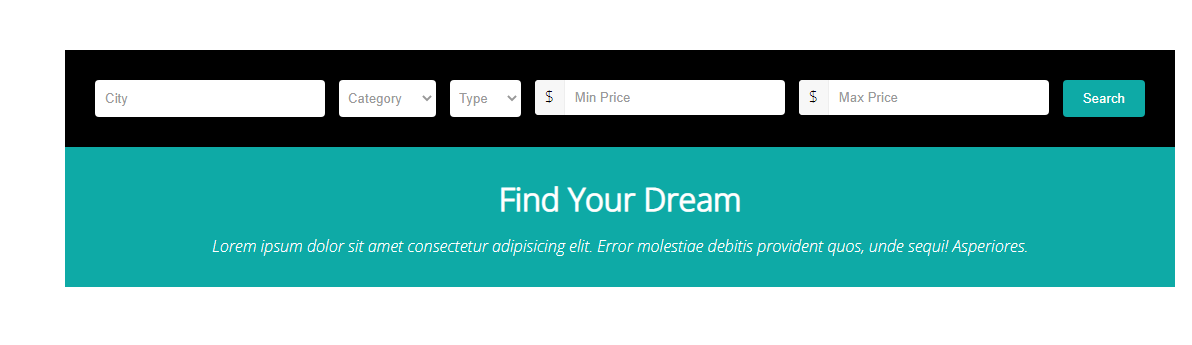 City Category Type $ Min Price $ Max Price Search
Find Your Dream
Lorem ipsum dolor sit amet consectetur adipisicing elit. Error molestiae debitis provident quos, unde sequi! Asperiores.